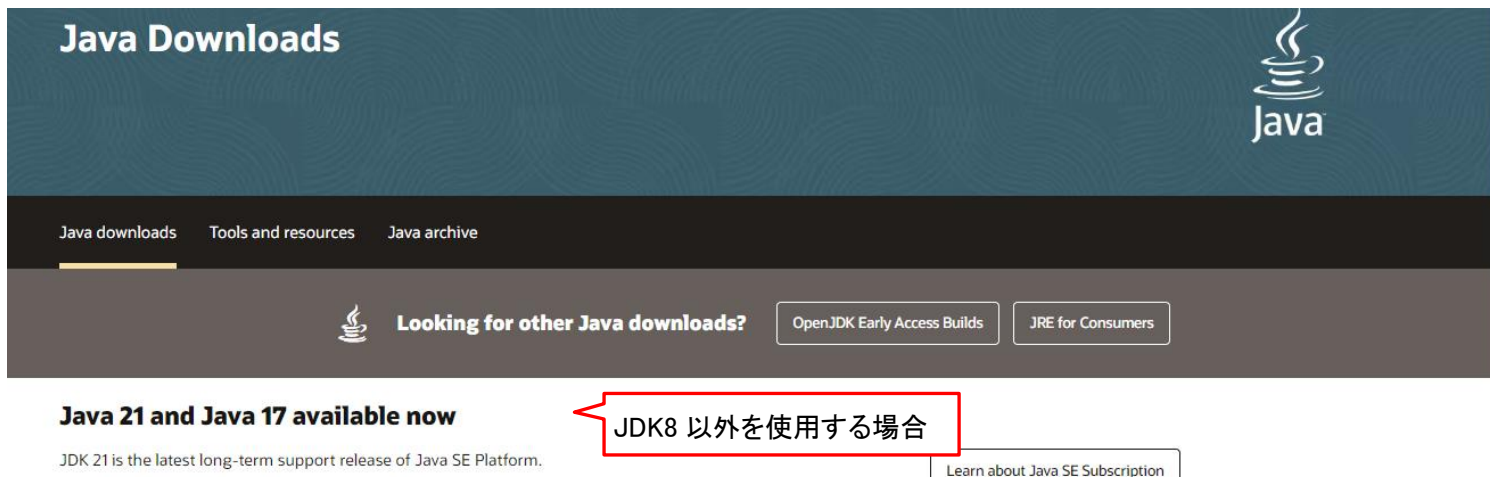 Java Downloads
Java
Java downloads Tools and resources Java archive
Looking for other Java downloads? OpenJDK Early Access Builds JRE for Consumers
Java 21 and Java 17 available now
JDK8 以外を使用する場合
JDK 21 is the latest long-term support release of Java SE Platform.
Learn about Java SE Subscription